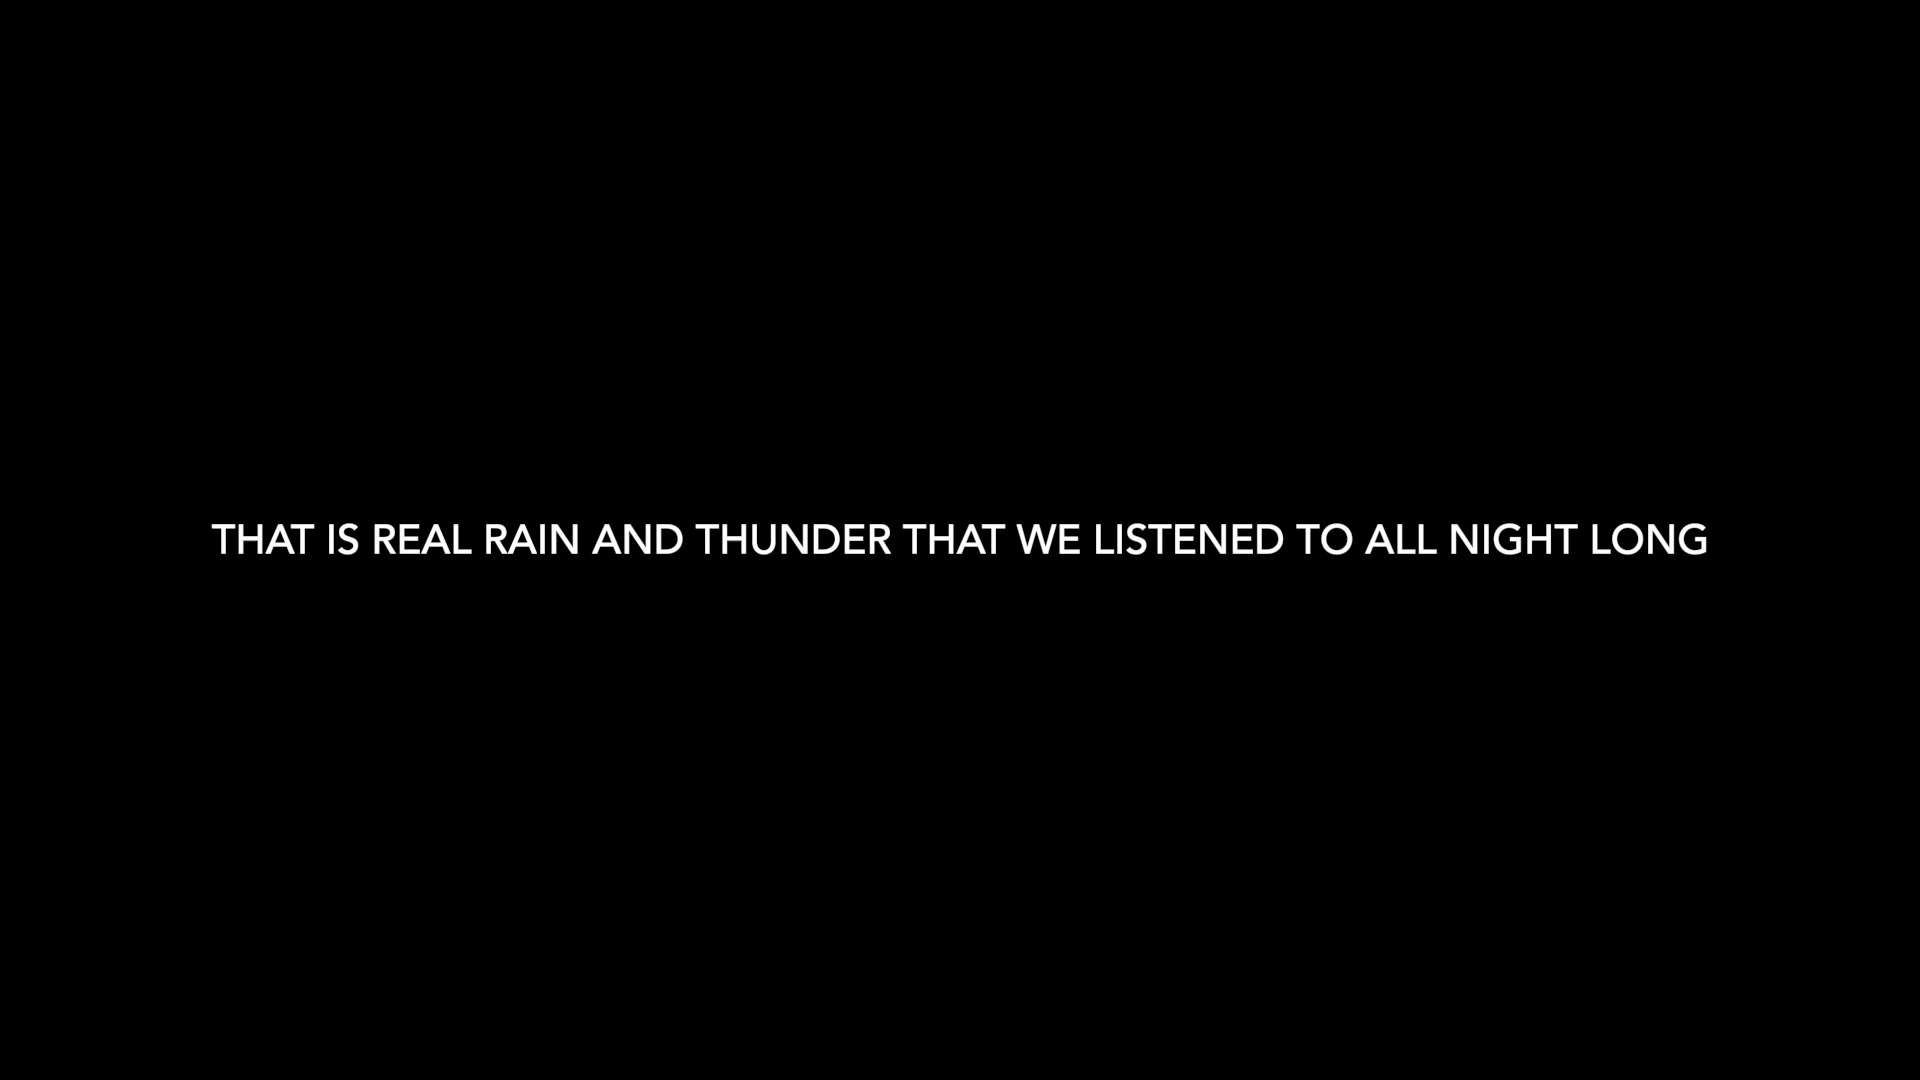 THAT IS REAL RAIN AND THUNDER THAT WE LISTENED TO ALL NIGHT LONG